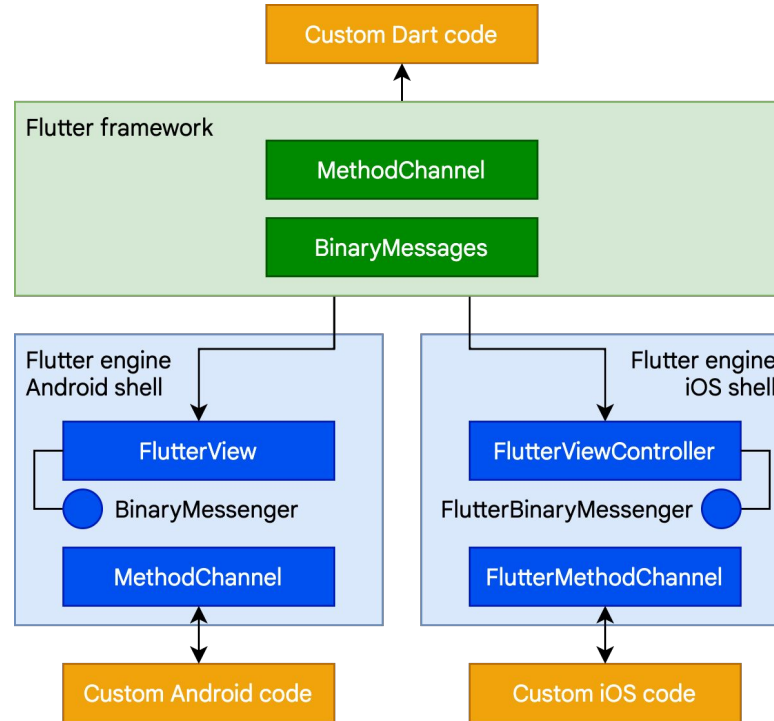 Custom Dart code
Flutter framework
MethodChannel
BinaryMessages
Flutter engine
Android shell
FlutterView
BinaryMessenger
MethodChannel
Custom Android code
Flutter engine
iOS shell
FlutterViewController
FlutterBinaryMessenger
FlutterMethodChannel
Custom iOS code